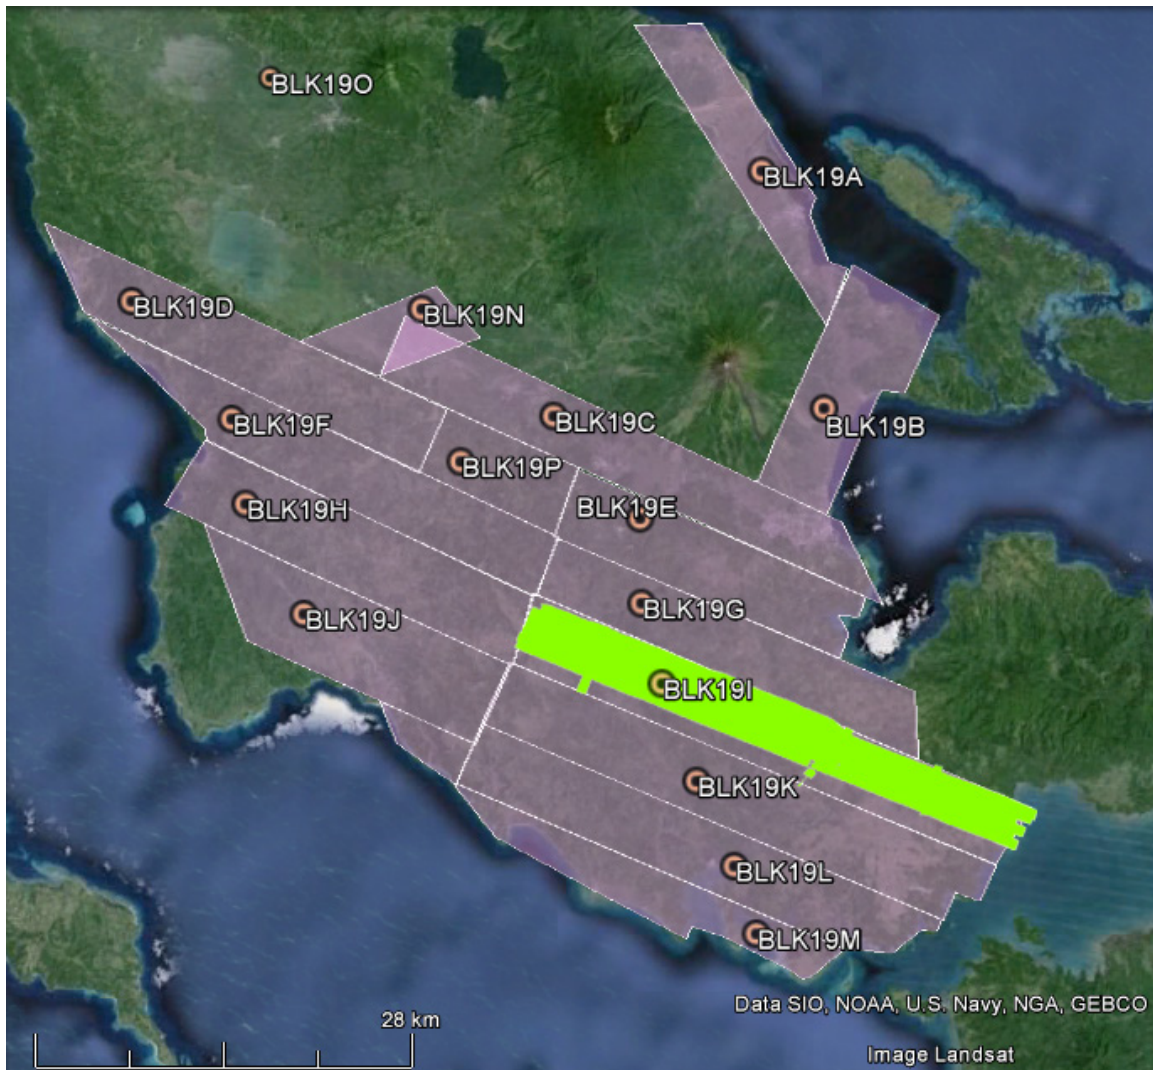 BLK19O
BLK19A
BLK19D
BLK19N
BLK19F
BLK19C
BLK19B
BLK19P
BLK19H
BLK19E
BLK19J
BLK19G
BLK19I
BLK19K
BLK19L
BLK19M
Data SIO, NOAA, U.S. Navy, NGA, GEBCO
28 km
Image Landsat